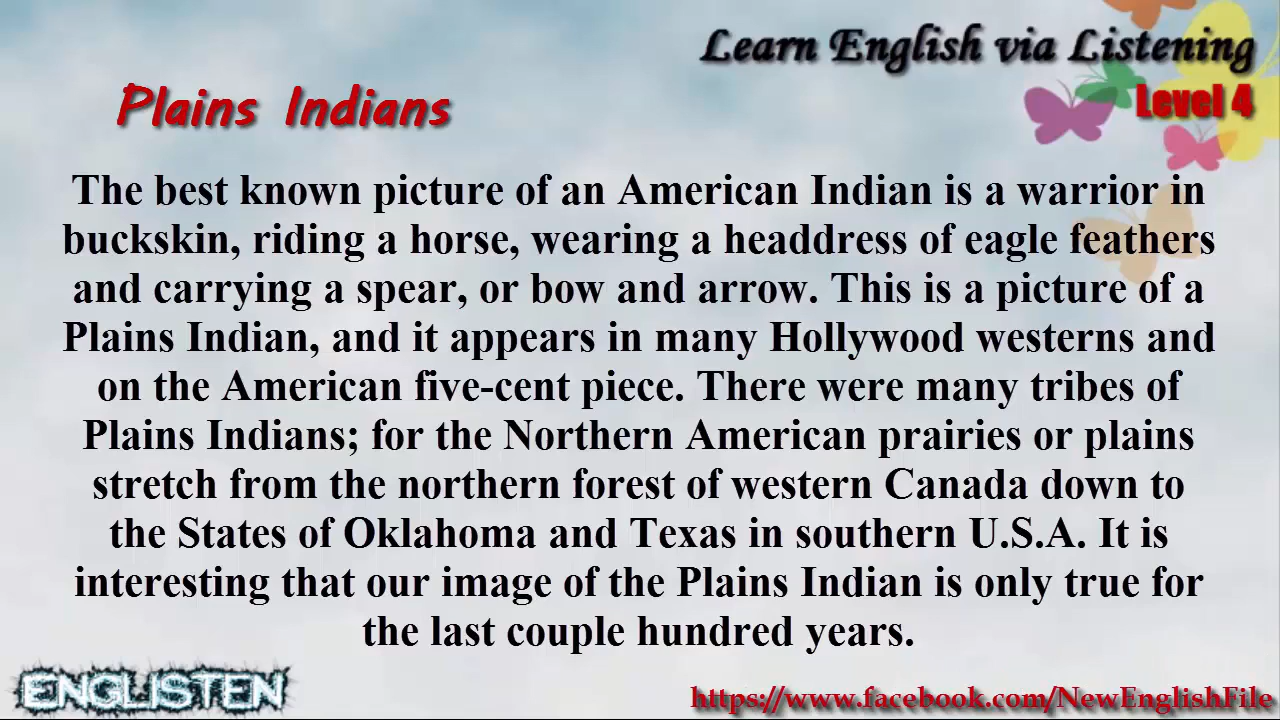 Learn English via Listening
Level 4
Plains Indians
The best known picture of an American Indian is a warrior in
buckskin, riding a horse, wearing a headdress of eagle feathers
and carrying a spear, or bow and arrow. This is a picture of a
Plains Indian, and it appears in many Hollywood westerns and
on the American five-cent piece. There were many tribes of
Plains Indians; for the Northern American prairies or plains
stretch from the northern forest of western Canada down to
the States of Oklahoma and Texas in southern U.S.A. It is
interesting that our image of the Plains Indian is only true for
the last couple hundred years.
ENGLISTEN
https://www.facebook.com/NewEnglishFile